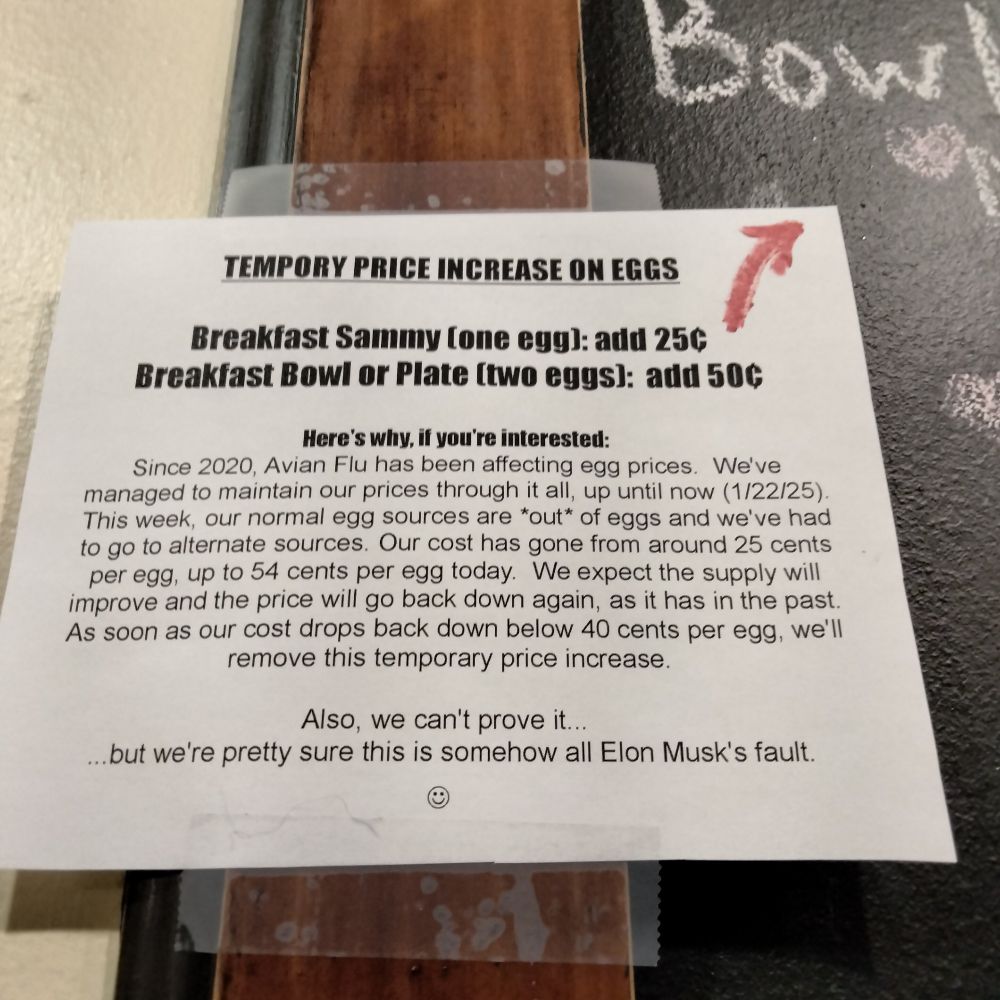 Bowl
TEMPORY PRICE INCREASE ON EGGS
Breakfast Sammy (one egg): add 25¢
Breakfast Bowl or Plate (two eggs): add 50¢
Here's why, if you're interested:
Since 2020, Avian Flu has been affecting egg prices. We've
managed to maintain our prices through it all, up until now (1/22/25).
This week, our normal egg sources are *out* of eggs and we've had
to go to alternate sources. Our cost has gone from around 25 cents
per egg, up to 54 cents per egg today. We expect the supply will
improve and the price will go back down again, as it has in the past.
As soon as our cost drops back down below 40 cents per egg, we'll
remove this temporary price increase.
Also, we can't prove it...
...but we're pretty sure this is somehow all Elon Musk's fault.
☺